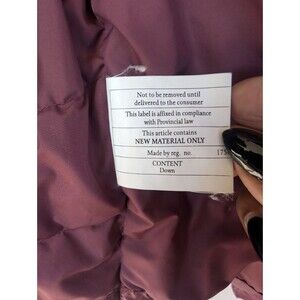 Not to be removed until
delivered to the consumer
This label is affixed in compliance
with Provincial law
This article contains
NEW MATERIAL ONLY
Made by reg. no.
CONTENT
Down